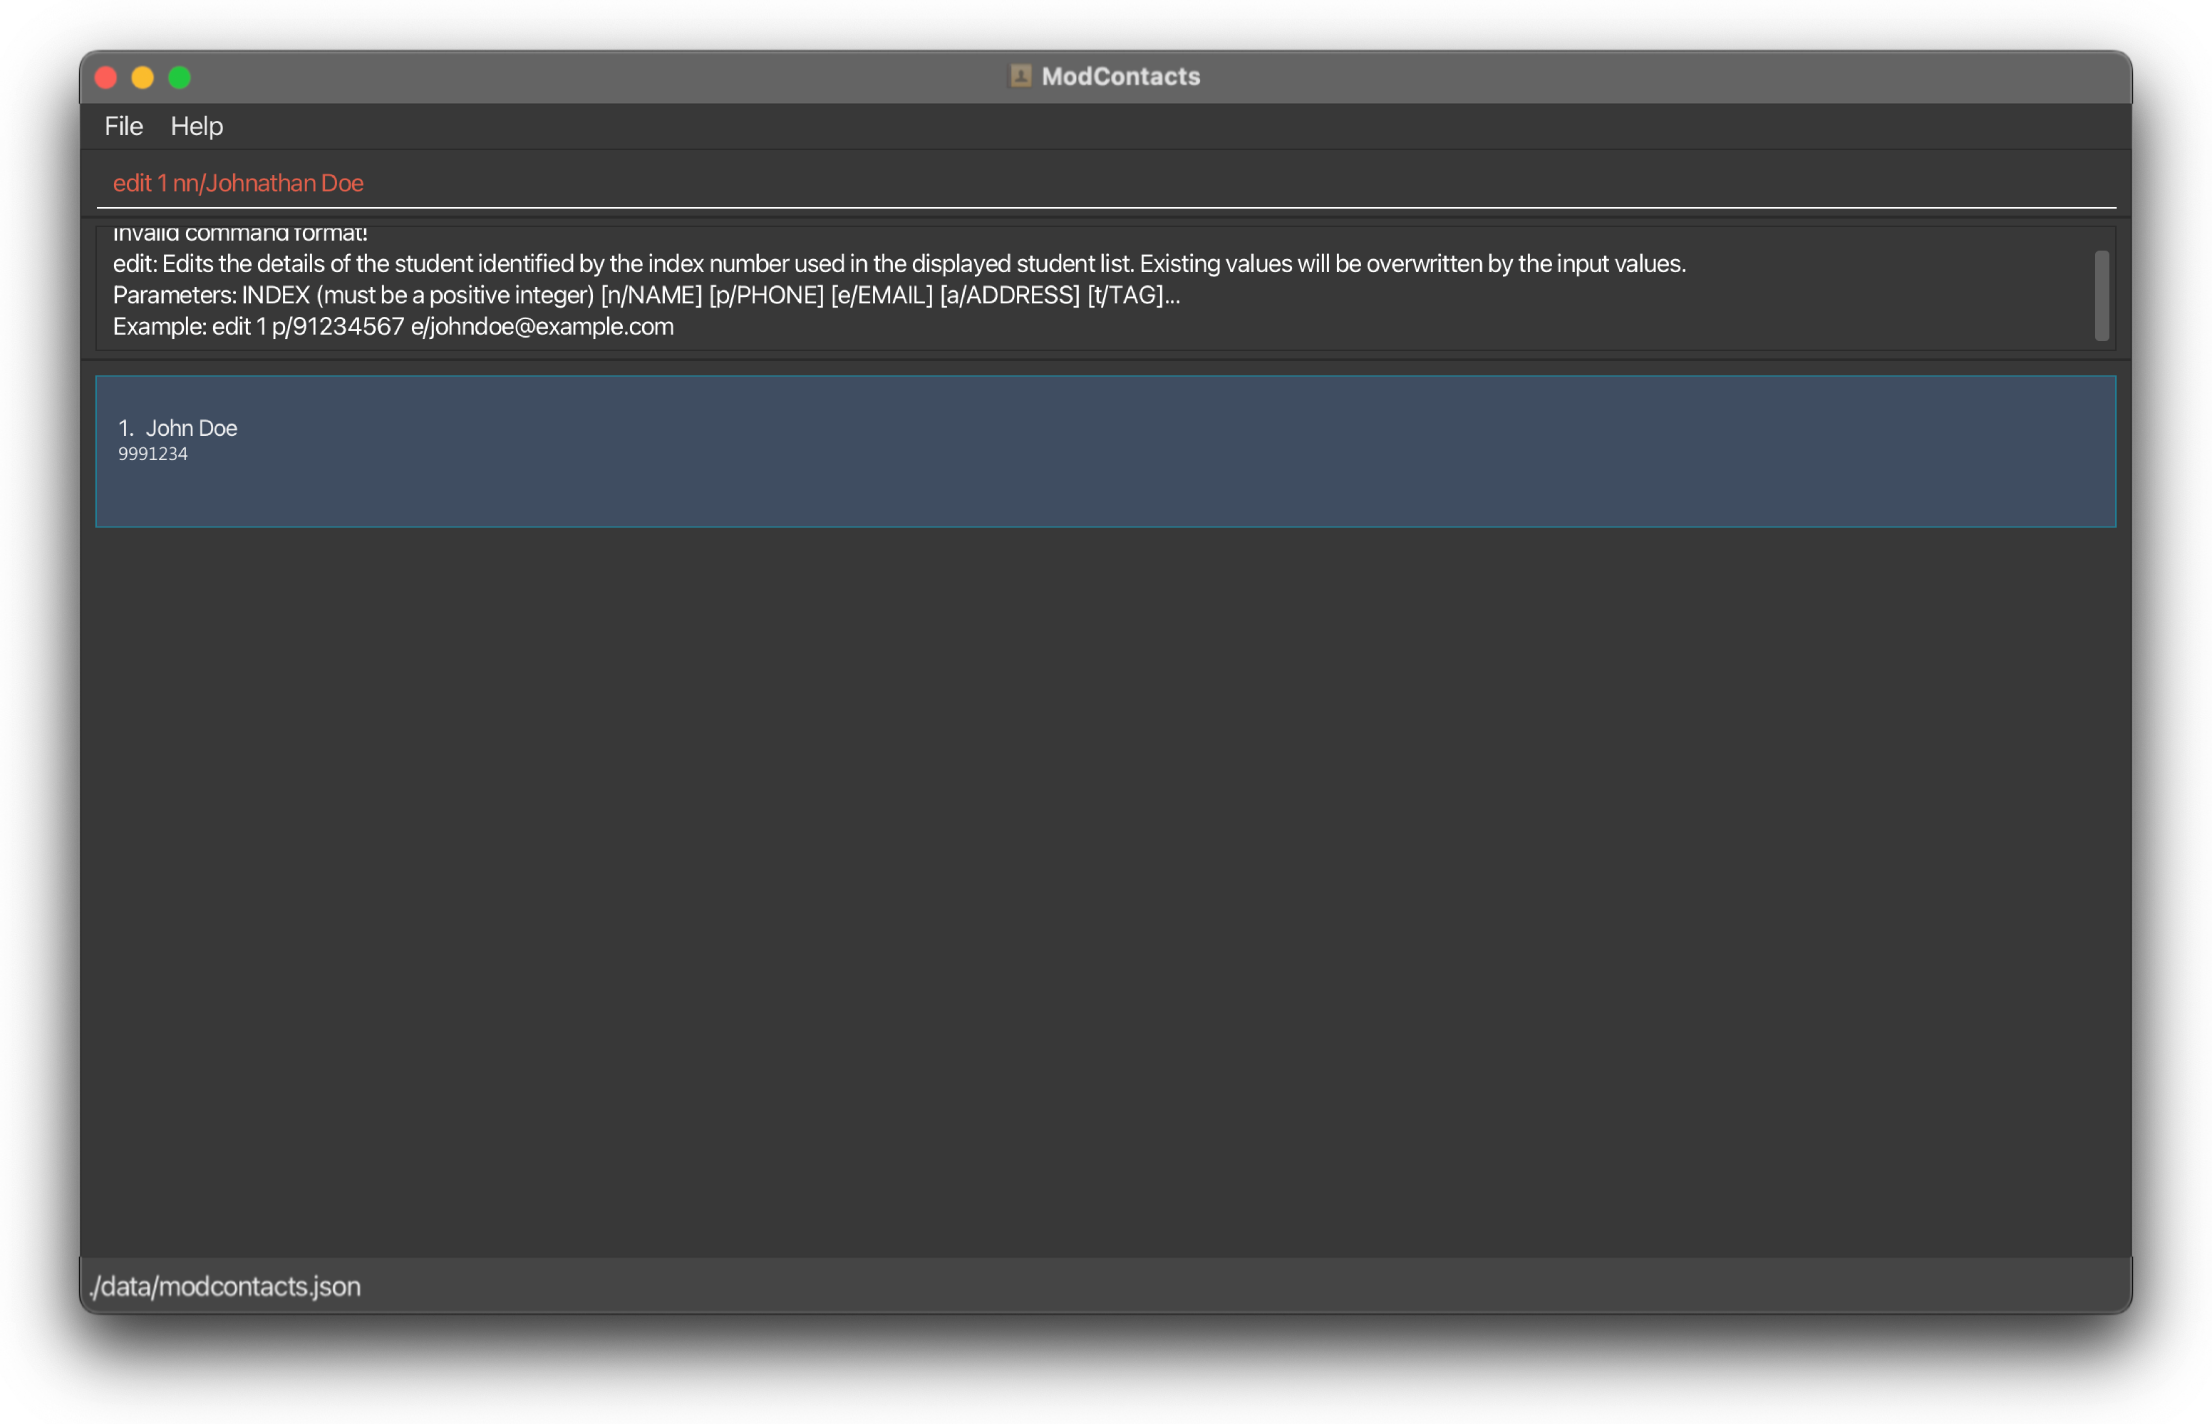 ModContacts
File Help
edit 1 nn/Johnathan Doe
Invalid command format!
edit: Edits the details of the student identified by the index number used in the displayed student list. Existing values will be overwritten by the input values.
Parameters: INDEX (must be a positive integer) [n/NAME] [p/PHONE] [e/EMAIL] [a/ADDRESS] [t/TAG]...
Example: edit 1 p/91234567 e/johndoe@example.com
1. John Doe
9991234
./data/modcontacts.json